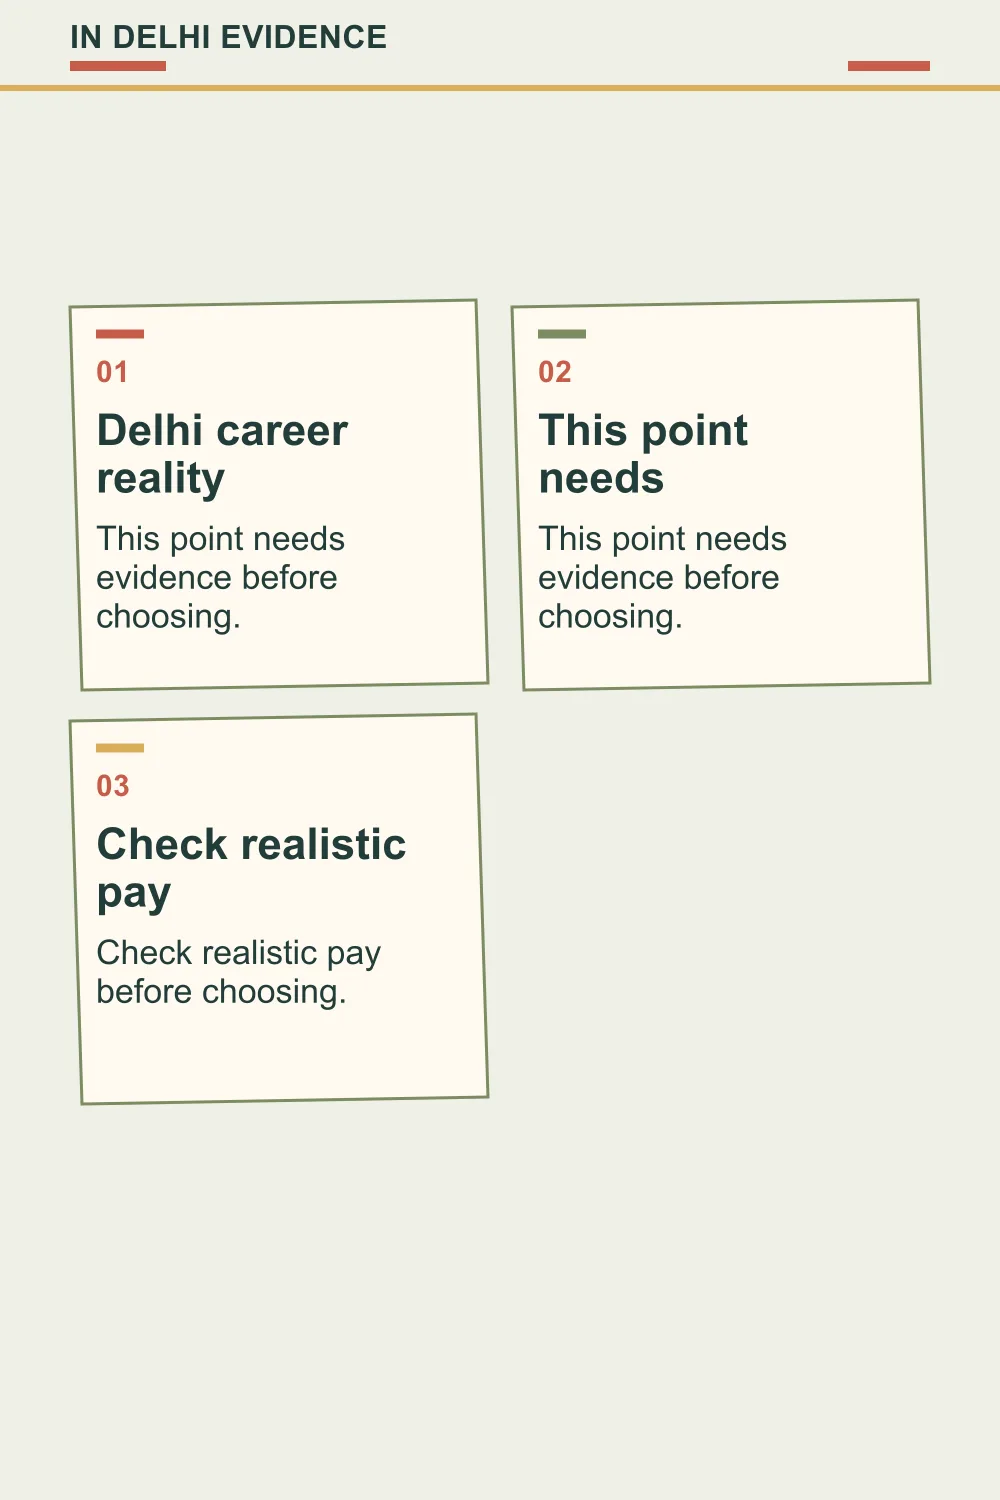 IN DELHI EVIDENCE
01
Delhi career
reality
This point needs
evidence before
choosing.
02
This point
needs
This point needs
evidence before
choosing.
03
Check realistic
pay
Check realistic pay
before choosing.